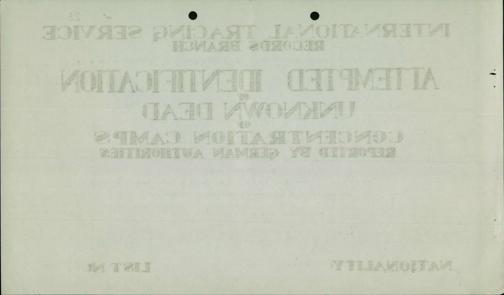 INTERNATIONAL TRACING SERVICE
RECORDS BRANCH
ATTEMPTED IDENTIFICATION
OF
UNKNOWN DEAD
OF
CONCENTRATION CAMPS
REPORTED BY GERMAN AUTHORITIES
NATIONALITY:
LIST Nr